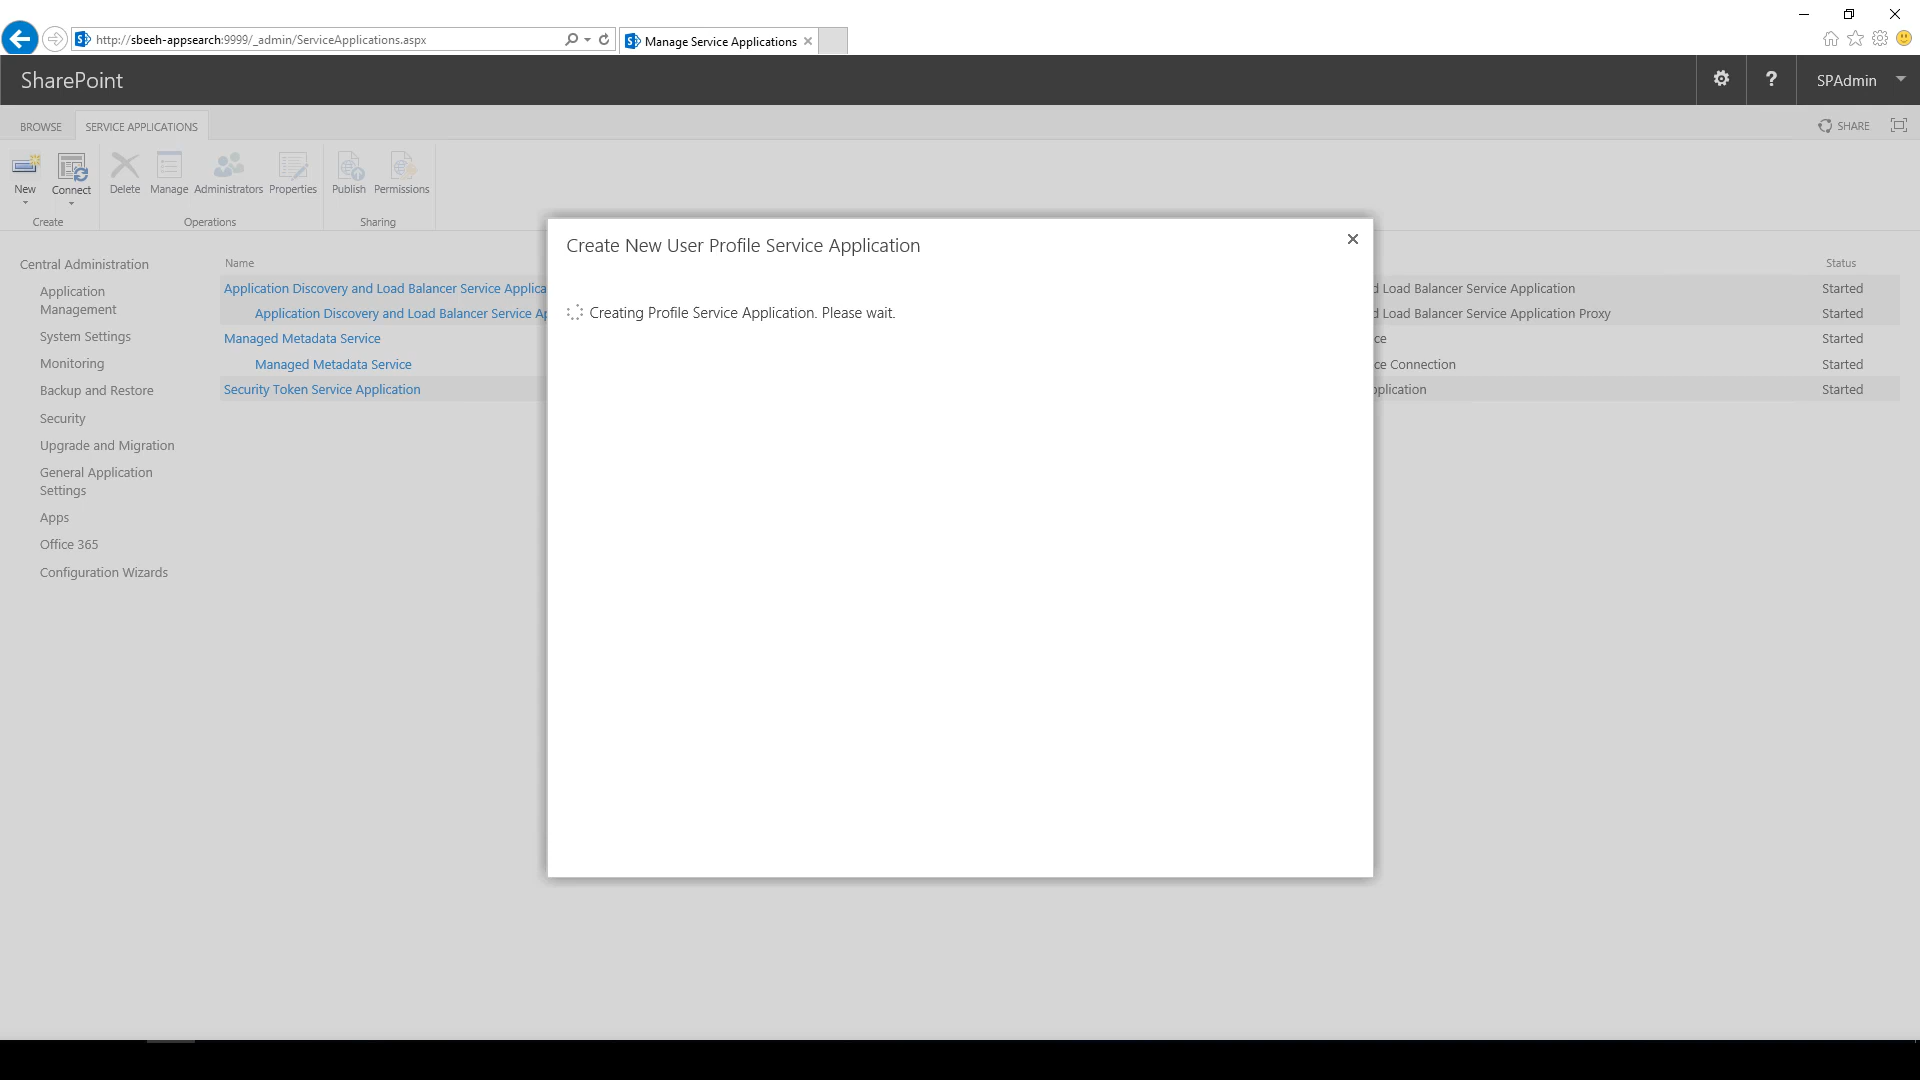 http://sbeeh-appsearch:9999/_admin/ServiceApplications.aspx
Manage Service Applications
SharePoint
?
SPAdmin
BROWSE
SERVICE APPLICATIONS
SHARE
New
Connect
Delete
Manage
Administrators
Properties
Publish
Permissions
Create
Operations
Sharing
Create New User Profile Service Application
Creating Profile Service Application. Please wait.
Central Administration
Application
Management
System Settings
Monitoring
Backup and Restore
Security
Upgrade and Migration
General Application
Settings
Apps
Office 365
Configuration Wizards
Name
Status
Application Discovery and Load Balancer Service Applica
d Load Balancer Service Application
Started
Application Discovery and Load Balancer Service Ap
d Load Balancer Service Application Proxy
Started
Managed Metadata Service
ce
Started
Managed Metadata Service
ce Connection
Started
Security Token Service Application
pplication
Started